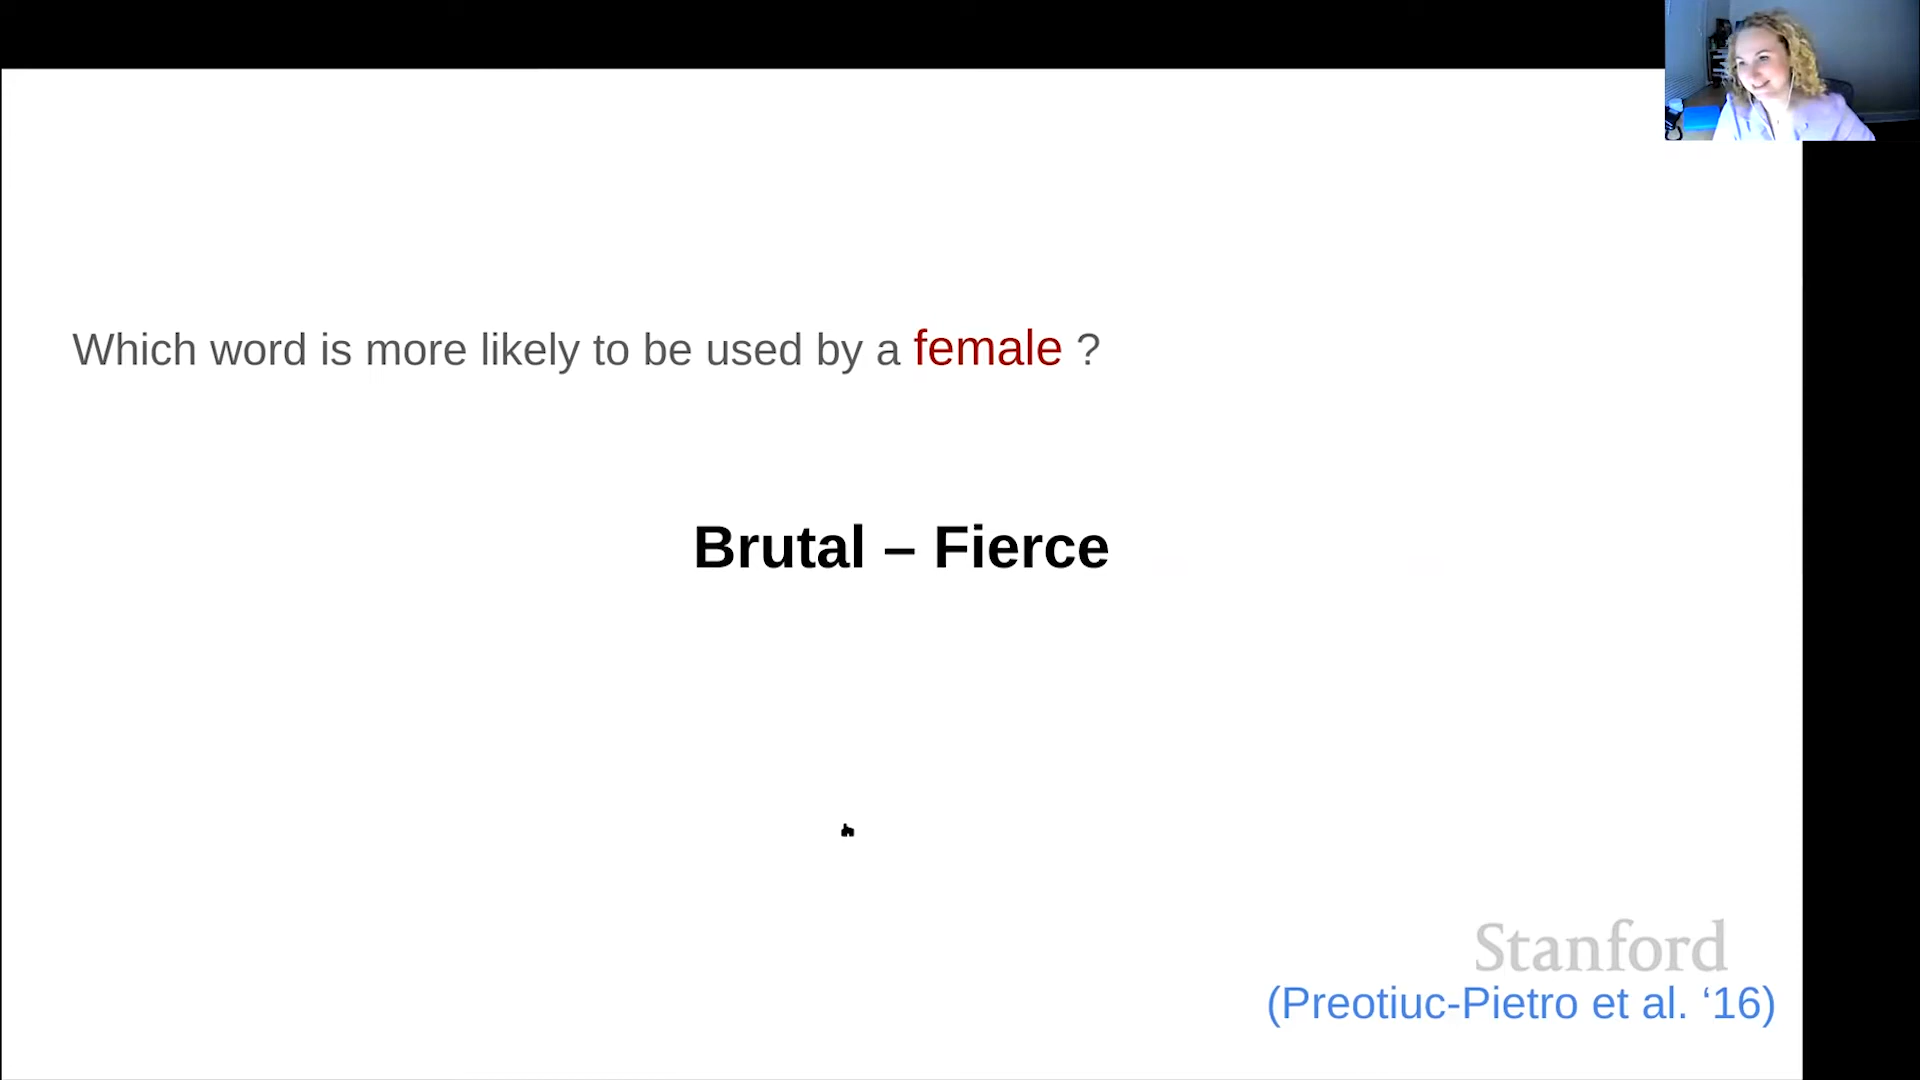 Which word is more likely to be used by a female ?
Brutal – Fierce
Stanford
(Preotiuc-Pietro et al. ‘16)